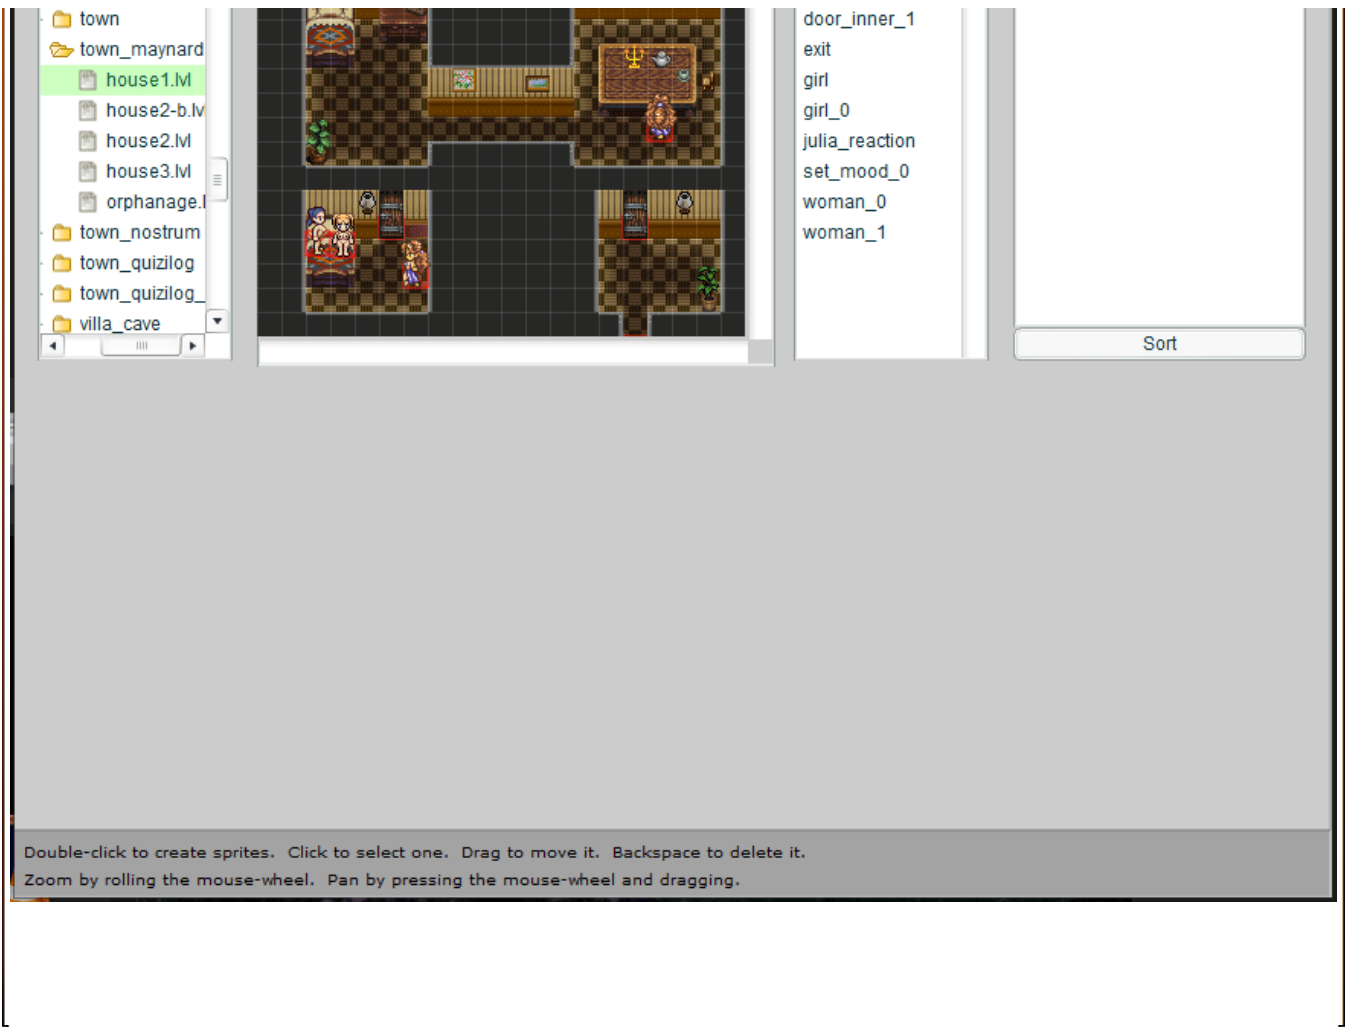 town
town_maynard
house1.lvl
house2-b.lv
house2.lvl
house3.lvl
orphanage.l
town_nostrum
town_quizilog
town_quizilog_
villa_cave
door_inner_1
exit
girl
girl_0
julia_reaction
set_mood_0
woman_0
woman_1
Sort
Double-click to create sprites. Click to select one. Drag to move it. Backspace to delete it.
Zoom by rolling the mouse-wheel. Pan by pressing the mouse-wheel and dragging.